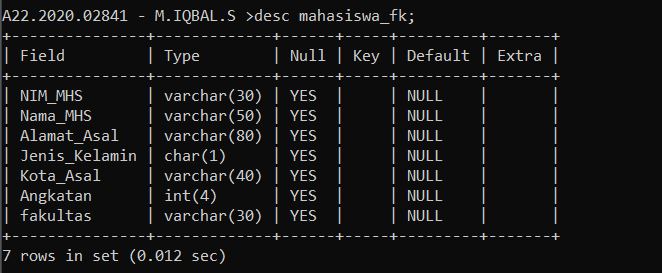 A22.2020.02841 - M.IQBAL.S >desc mahasiswa_fk;
+---------------+-------------+------+-----+---------+-------+
| Field         | Type        | Null | Key | Default | Extra |
+---------------+-------------+------+-----+---------+-------+
| NIM_MHS       | varchar(30) | YES  |     | NULL    |       |
| Nama_MHS      | varchar(50) | YES  |     | NULL    |       |
| Alamat_Asal   | varchar(80) | YES  |     | NULL    |       |
| Jenis_Kelamin | char(1)     | YES  |     | NULL    |       |
| Kota_Asal     | varchar(40) | YES  |     | NULL    |       |
| Angkatan      | int(4)      | YES  |     | NULL    |       |
| fakultas      | varchar(30) | YES  |     | NULL    |       |
+---------------+-------------+------+-----+---------+-------+
7 rows in set (0.012 sec)